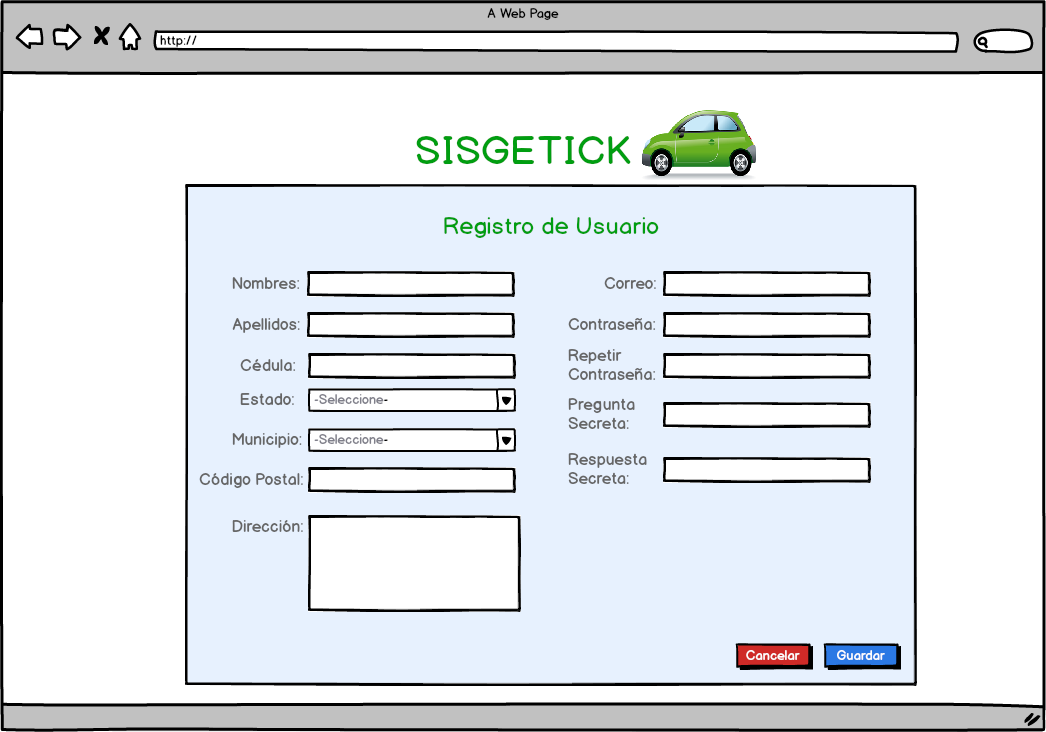 A Web Page
http://
SISGETICK
Registro de Usuario
Nombres:
Apellidos:
Cédula:
Estado:
-Seleccione-
Municipio:
-Seleccione-
Código Postal:
Dirección:
Correo:
Contraseña:
Repetir
Contraseña:
Pregunta
Secreta:
Respuesta
Secreta:
Cancelar
Guardar